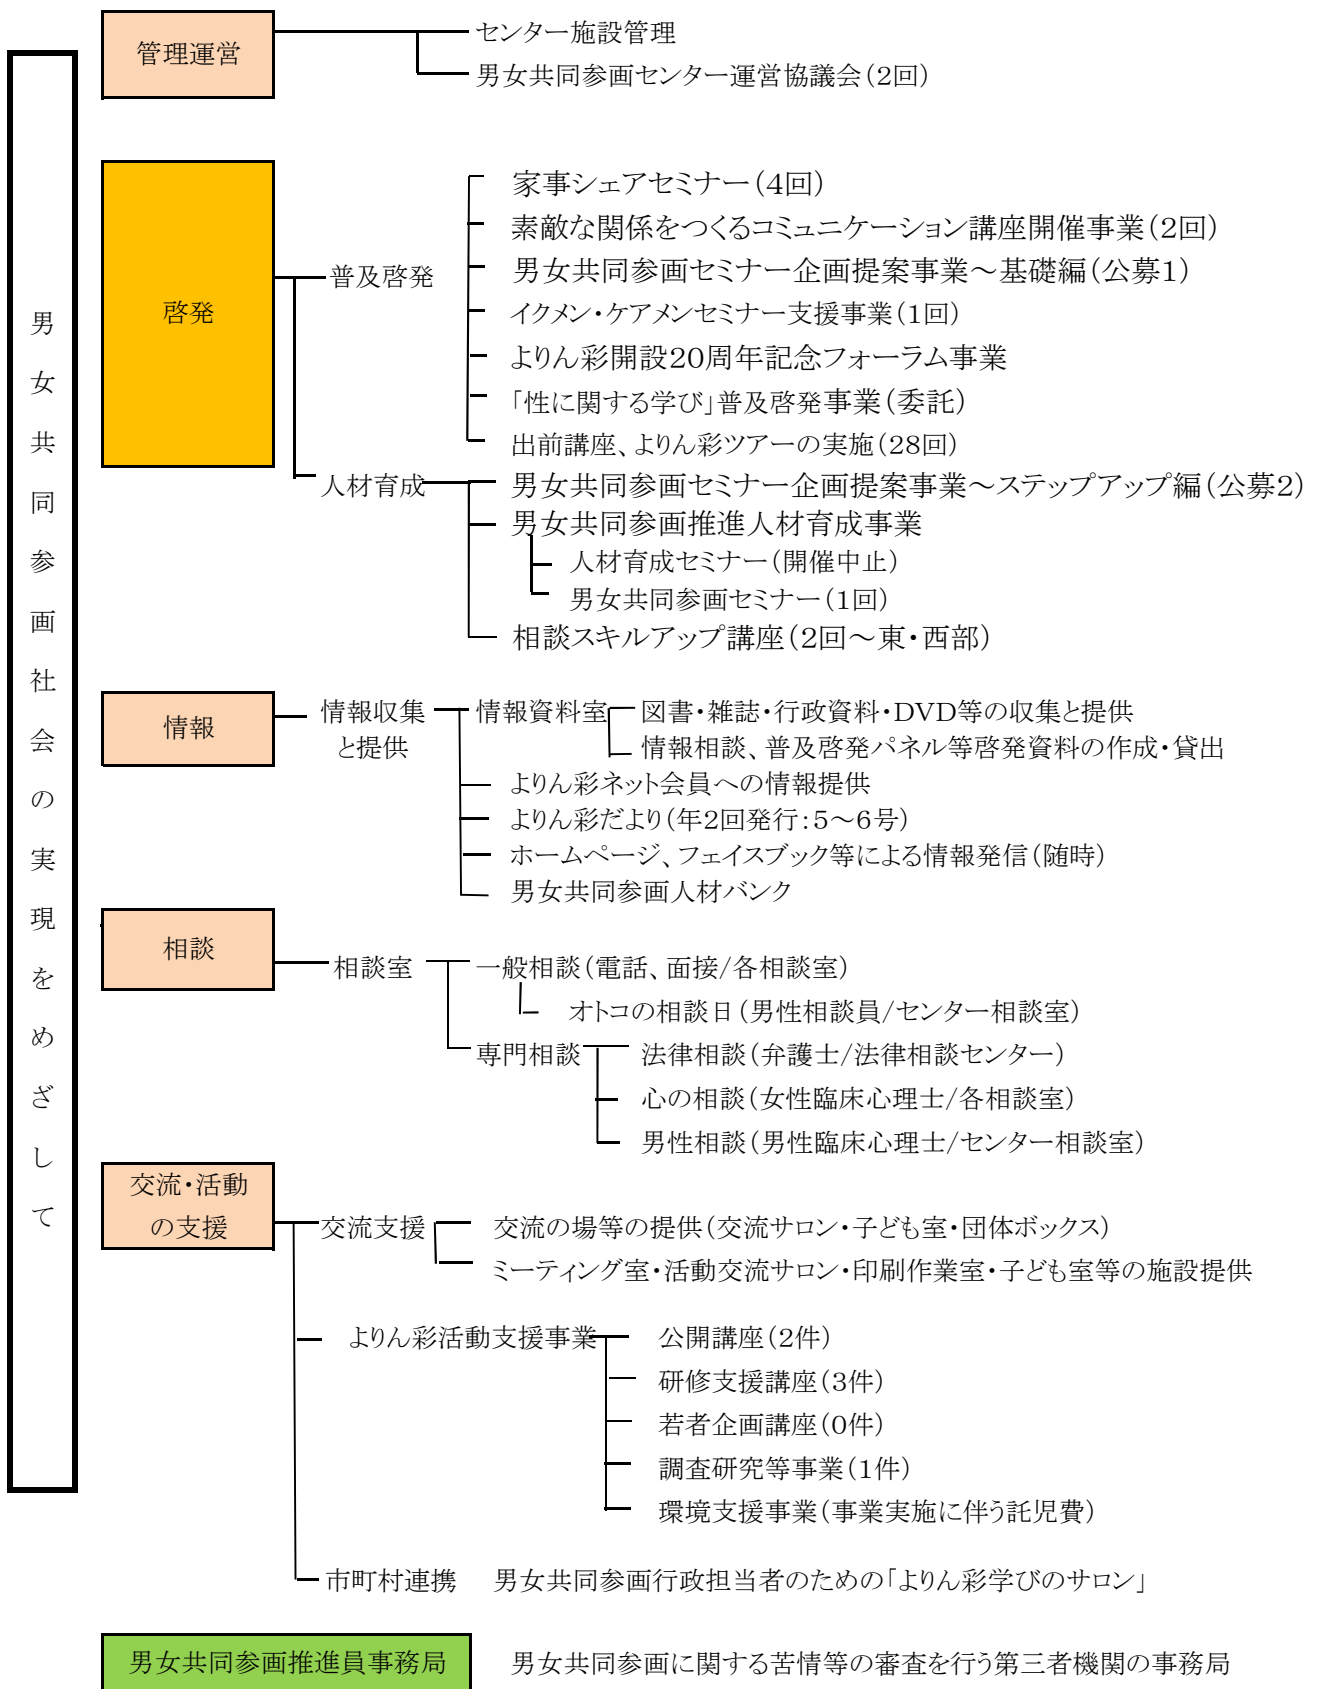 男女共同参画社会の実現をめざして
管理運営
センター施設管理
男女共同参画センター運営協議会(2回)
啓発
普及啓発
家事シェアセミナー(4回)
素敵な関係をつくるコミュニケーション講座開催事業(2回)
男女共同参画セミナー企画提案事業~基礎編(公募1)
イクメン・ケアメンセミナー支援事業(1回)
よりん彩開設20周年記念フォーラム事業
「性に関する学び」普及啓発事業(委託)
出前講座、よりん彩ツアーの実施(28回)
人材育成
男女共同参画セミナー企画提案事業~ステップアップ編(公募2)
男女共同参画推進人材育成事業
人材育成セミナー(開催中止)
男女共同参画セミナー(1回)
相談スキルアップ講座(2回~東・西部)
情報
情報収集
と提供
情報資料室
図書・雑誌・行政資料・DVD等の収集と提供
情報相談、普及啓発パネル等啓発資料の作成・貸出
よりん彩ネット会員への情報提供
よりん彩だより(年2回発行:5~6号)
ホームページ、フェイスブック等による情報発信(随時)
男女共同参画人材バンク
相談
相談室
一般相談(電話、面接/各相談室)
オトコの相談日(男性相談員/センター相談室)
専門相談
法律相談(弁護士/法律相談センター)
心の相談(女性臨床心理士/各相談室)
男性相談(男性臨床心理士/センター相談室)
交流・活動
の支援
交流支援
交流の場等の提供(交流サロン・子ども室・団体ボックス)
ミーティング室・活動交流サロン・印刷作業室・子ども室等の施設提供
よりん彩活動支援事業
公開講座(2件)
研修支援講座(3件)
若者企画講座(0件)
調査研究等事業(1件)
環境支援事業(事業実施に伴う託児費)
市町村連携
男女共同参画行政担当者のための「よりん彩学びのサロン」
男女共同参画推進員事務局
男女共同参画に関する苦情等の審査を行う第三者機関の事務局